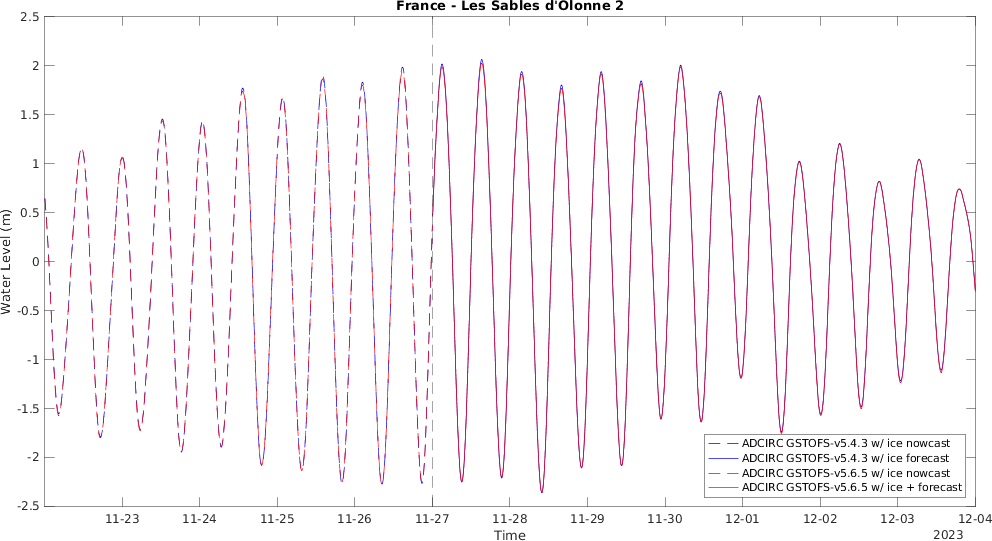 France - Les Sables d'Olonne 2
2.5
2
1.5
1
0.5
0
-0.5
-1
-1.5
-2
-2.5
Water Level (m)
ADCIRC GSTOFS-v5.4.3 w/ ice nowcast
ADCIRC GSTOFS-v5.4.3 w/ ice forecast
ADCIRC GSTOFS-v5.6.5 w/ ice nowcast
ADCIRC GSTOFS-v5.6.5 w/ ice + forecast
11-23 11-24 11-25 11-26 11-27 11-28 11-29 11-30 12-01 12-02 12-03 12-04
Time
2023